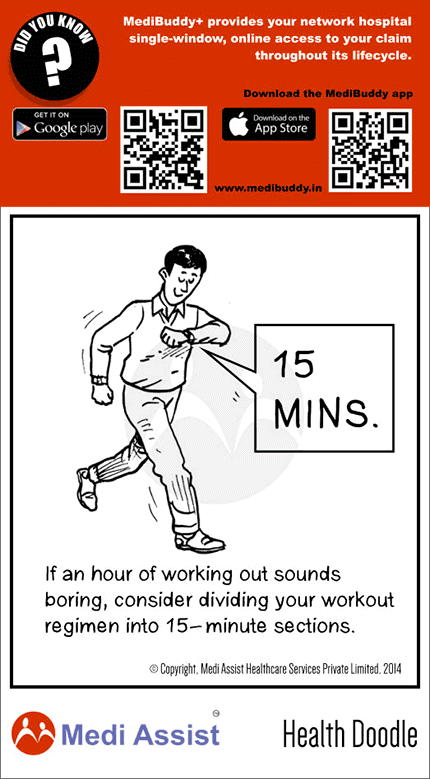 DID YOU KNOW
?
MediBuddy+ provides your network hospital
single-window, online access to your claim
throughout its lifecycle.
Download the MediBuddy app
GET IT ON
Google play
Download on the
App Store
www.medibuddy.in
15
MINS.
If an hour of working out sounds
boring, consider dividing your workout
regimen into 15-minute sections.
© Copyright, Medi Assist Healthcare Services Private Limited, 2014
Medi Assist
Health Doodle